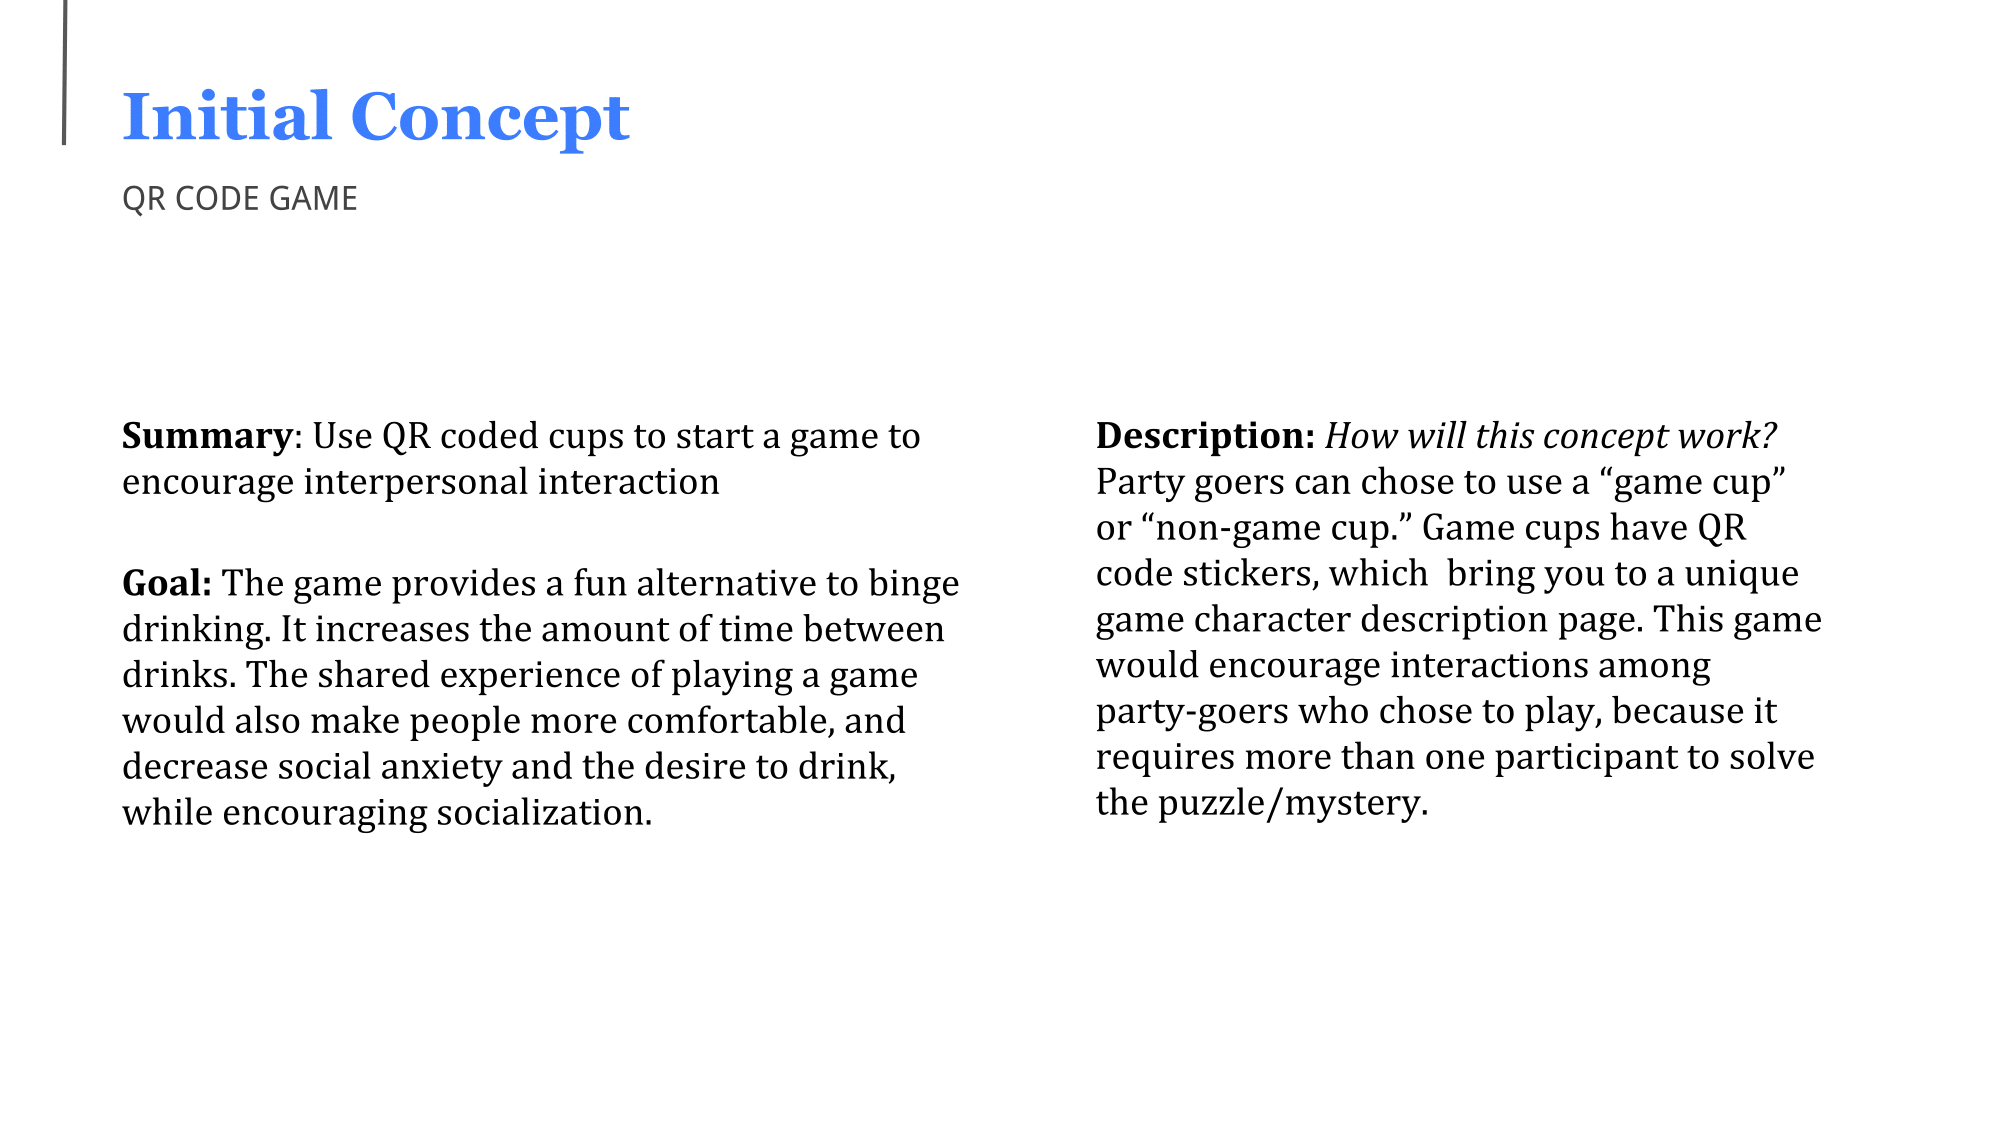 Initial Concept
QR CODE GAME
Summary: Use QR coded cups to start a game to
encourage interpersonal interaction
Goal: The game provides a fun alternative to binge
drinking. It increases the amount of time between
drinks. The shared experience of playing a game
would also make people more comfortable, and
decrease social anxiety and the desire to drink,
while encouraging socialization.
Description: How will this concept work?
Party goers can chose to use a “game cup”
or “non-game cup.” Game cups have QR
code stickers, which  bring you to a unique
game character description page. This game
would encourage interactions among
party-goers who chose to play, because it
requires more than one participant to solve
the puzzle/mystery.